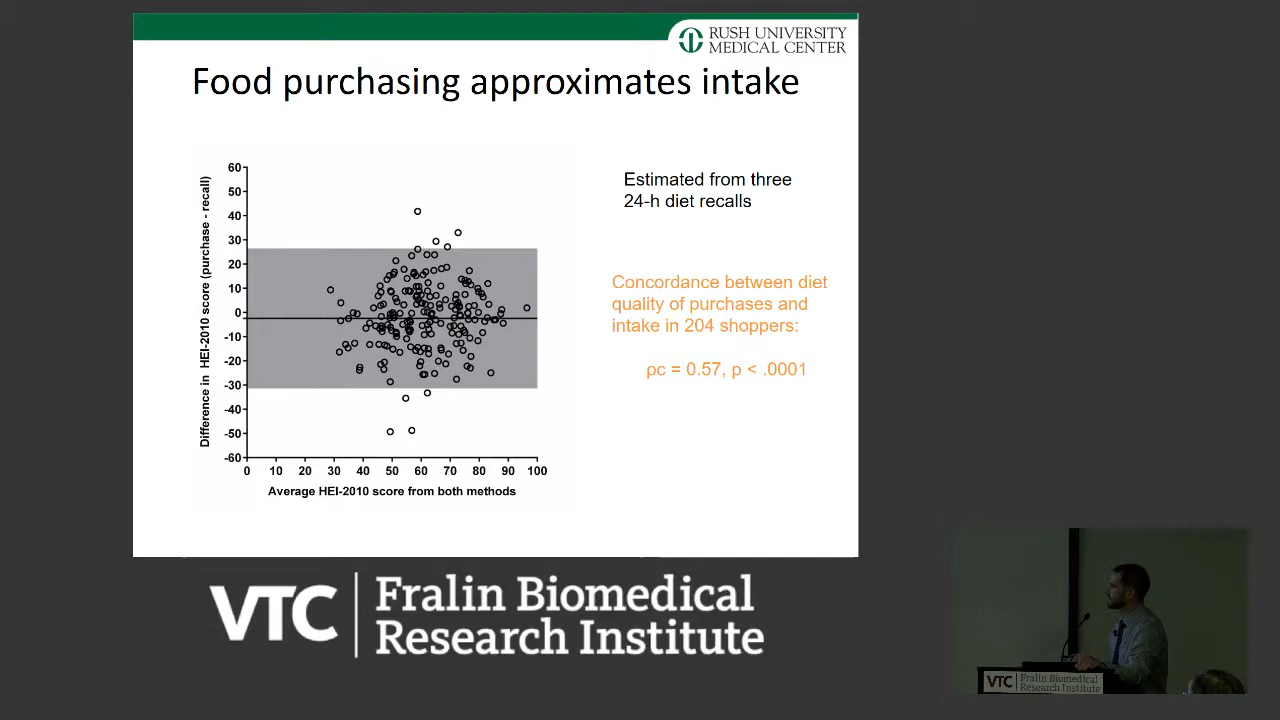 RUSH UNIVERSITY
MEDICAL CENTER
Food purchasing approximates intake
Difference in HEI-2010 score (purchase - recall)
60
50
40
30
20
10
0
-10
-20
-30
-40
-50
-60
0 10 20 30 40 50 60 70 80 90 100
Average HEI-2010 score from both methods
Estimated from three
24-h diet recalls
Concordance between diet
quality of purchases and
intake in 204 shoppers:
ρc = 0.57, p < .0001
VTC
Fralin Biomedical
Research Institute
VTC
Fralin Biomedical
Research Institute